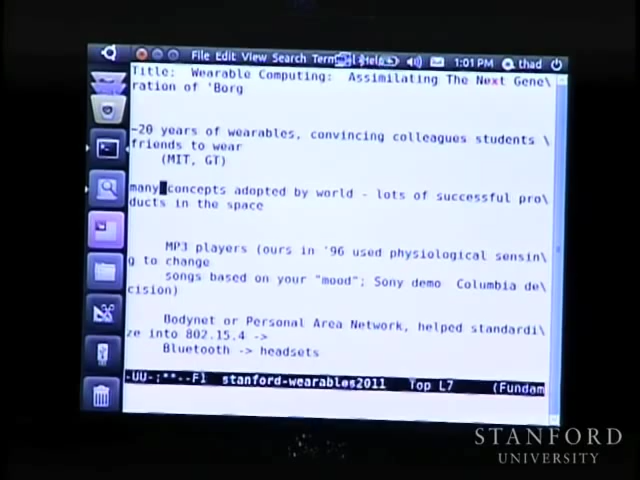 File Edit View Search Term Help 1:01 PM thad
Title: Wearable Computing: Assimilating The Next Gene\
ration of 'Borg
~20 years of wearables, convincing colleagues students \
friends to wear
(MIT, GT)
many concepts adopted by world - lots of successful pro\
ducts in the space
MP3 players (ours in '96 used physiological sensin\
g to change
songs based on your "mood"; Sony demo Columbia de\
cision)
Bodynet or Personal Area Network, helped standardi\
ze into 802.15.4 ->
Bluetooth -> headsets
-UU-:**--F1 stanford-wearables2011 Top L7 (Fundam
STANFORD
UNIVERSITY